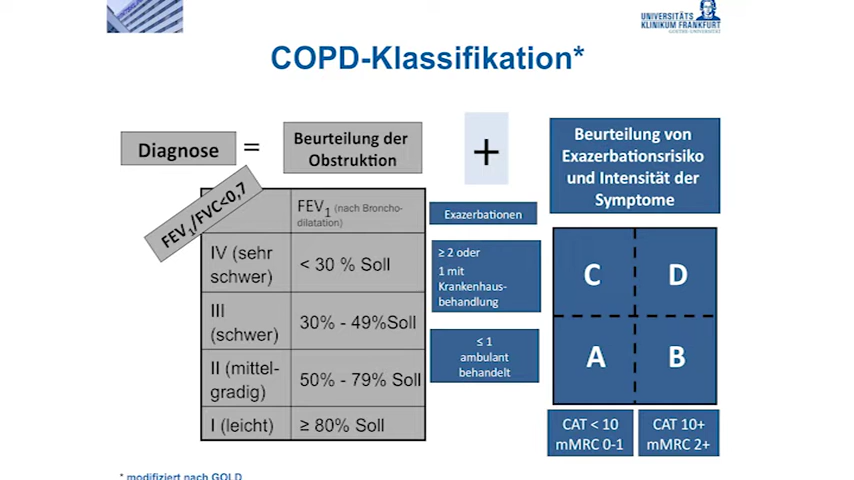 UNIVERSITÄTS
KLINIKUM FRANKFURT
GOETHE-UNIVERSITÄT
COPD-Klassifikation*
Diagnose
=
Beurteilung der
Obstruktion
+
Beurteilung von
Exazerbationsrisiko
und Intensität der
Symptome
FEV1/FVC<0,7
FEV1 (nach Broncho-
dilatation)
IV (sehr
schwer)
< 30 % Soll
III
(schwer)
30% - 49%Soll
II (mittel-
gradig)
50% - 79% Soll
I (leicht)
≥ 80% Soll
Exazerbationen
≥ 2 oder
1 mit
Krankenhaus-
behandlung
≤ 1
ambulant
behandelt
C
D
A
B
CAT < 10
mMRC 0-1
CAT 10+
mMRC 2+
* modifiziert nach GOLD